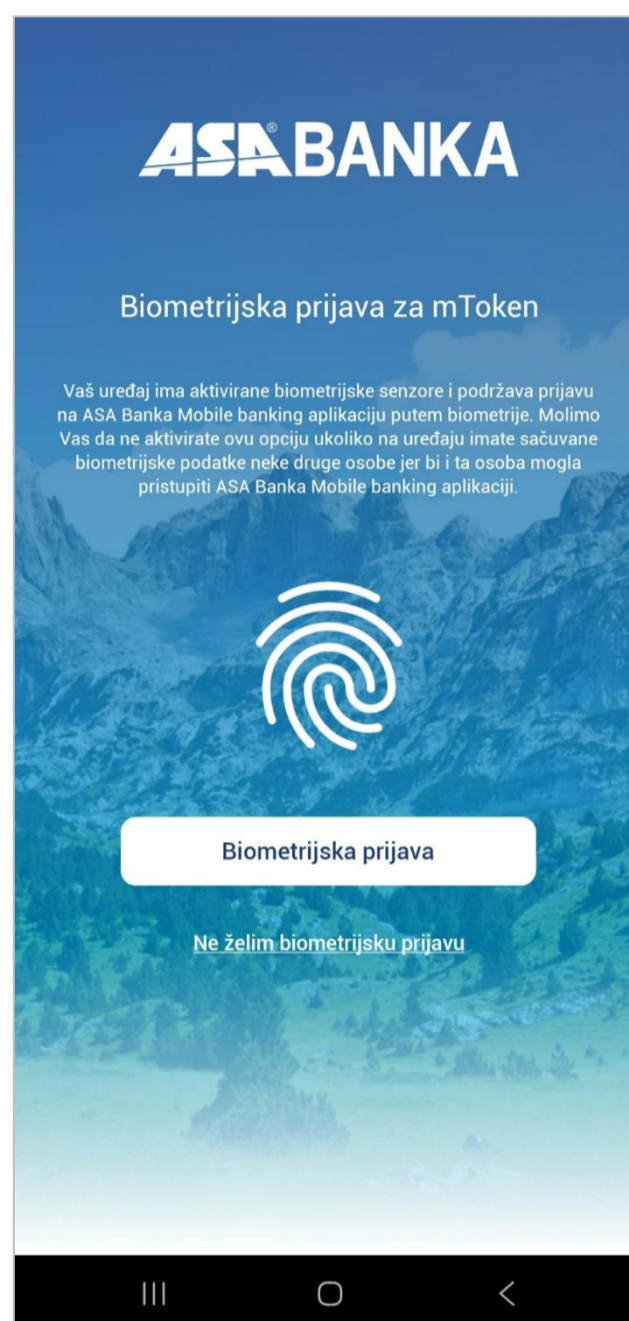 ASA® BANKA
Biometrijska prijava za mToken
Vaš uređaj ima aktivirane biometrijske senzore i podržava prijavu
na ASA Banka Mobile banking aplikaciju putem biometrije. Molimo
Vas da ne aktivirate ovu opciju ukoliko na uređaju imate sačuvane
biometrijske podatke neke druge osobe jer bi i ta osoba mogla
pristupiti ASA Banka Mobile banking aplikaciji.
Biometrijska prijava
Ne želim biometrijsku prijavu